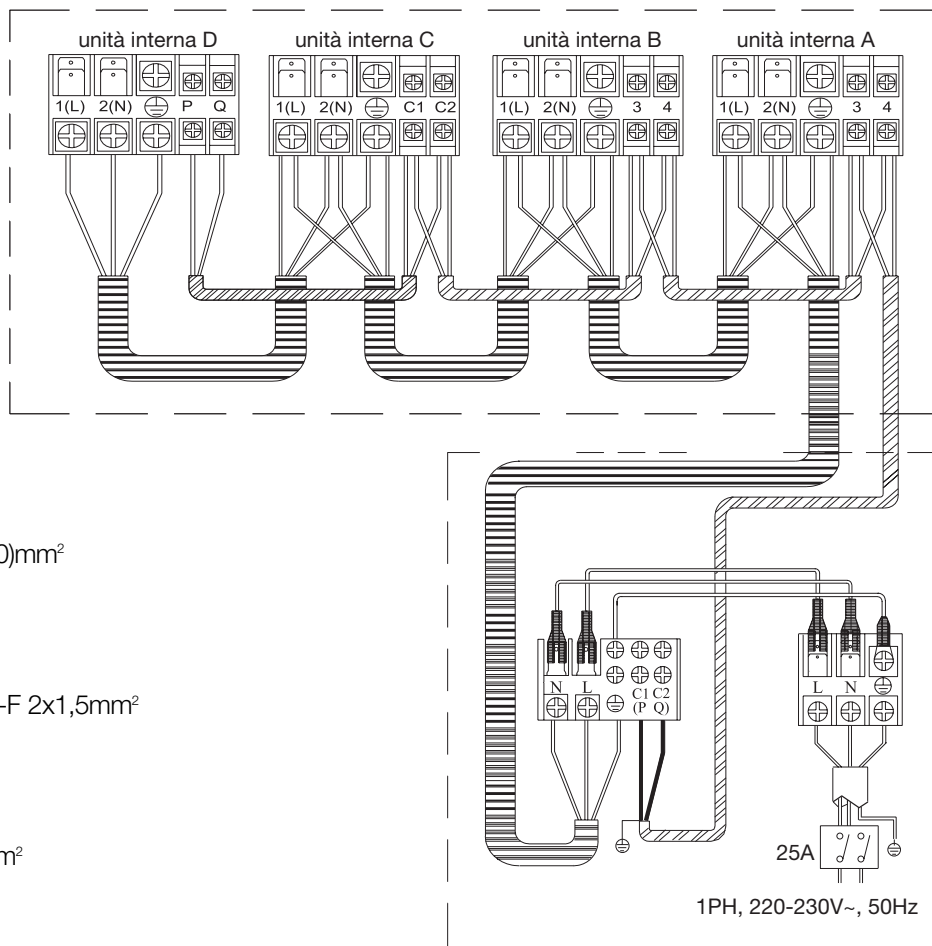 unità interna D unità interna C unità interna B unità interna A
1(L) 2(N) P Q 1(L) 2(N) C1 C2 1(L) 2(N) 3 4 1(L) 2(N) 3 4
0)mm²
-F 2x1,5mm²
m²
N L C1 C2
(P Q)
L N
25A
1PH, 220-230V~, 50Hz